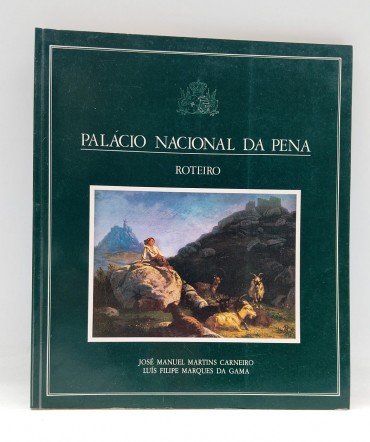 PALÁCIO NACIONAL DA PENA
ROTEIRO
JOSÉ MANUEL MARTINS CARNEIRO
LUÍS FILIPE MARQUES DA GAMA